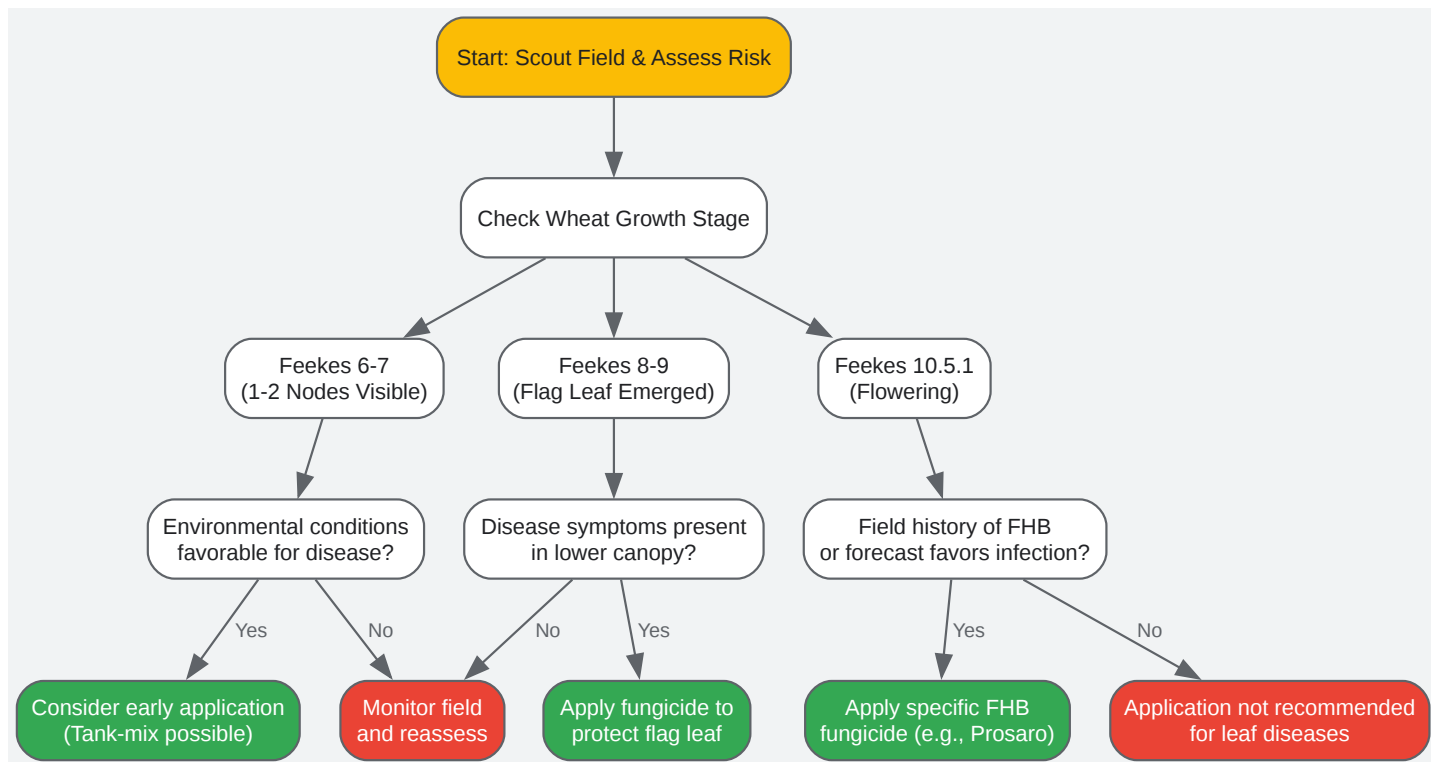 Start: Scout Field & Assess Risk
Check Wheat Growth Stage
Feekes 6-7
(1-2 Nodes Visible)
Feekes 8-9
(Flag Leaf Emerged)
Feekes 10.5.1
(Flowering)
Environmental conditions
favorable for disease?
Disease symptoms present
in lower canopy?
Field history of FHB
or forecast favors infection?
Yes
No
No
Yes
Yes
No
Consider early application
(Tank-mix possible)
Monitor field
and reassess
Apply fungicide to
protect flag leaf
Apply specific FHB
fungicide (e.g., Prosaro)
Application not recommended
for leaf diseases